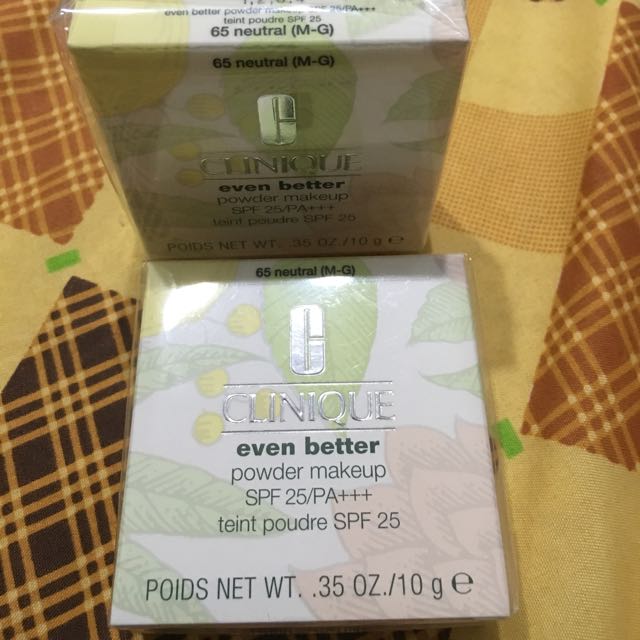 even better powder makeup SPF 25/PA+++
teint poudre SPF 25
65 neutral (M-G)
65 neutral (M-G)
CLINIQUE
even better
powder makeup
SPF 25/PA+++
teint poudre SPF 25
POIDS NET WT. .35 OZ./10 g ℮
65 neutral (M-G)
CLINIQUE
even better
powder makeup
SPF 25/PA+++
teint poudre SPF 25
POIDS NET WT. .35 OZ./10 g ℮